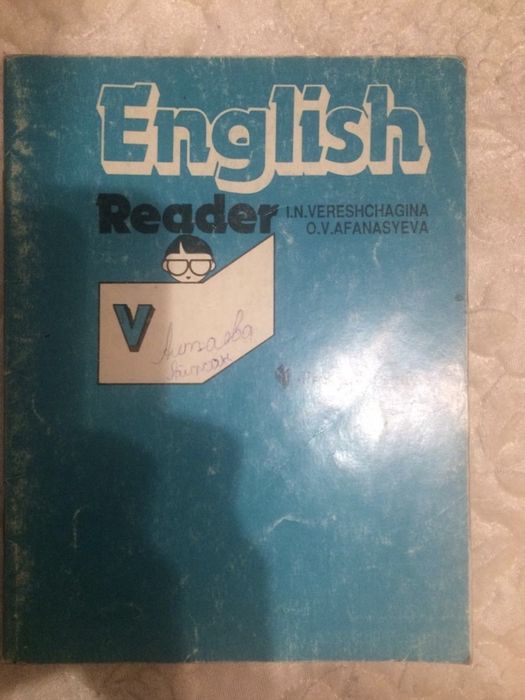 English
Reader
I.N.VERESHCHAGINA
O.V.AFANASYEVA
V